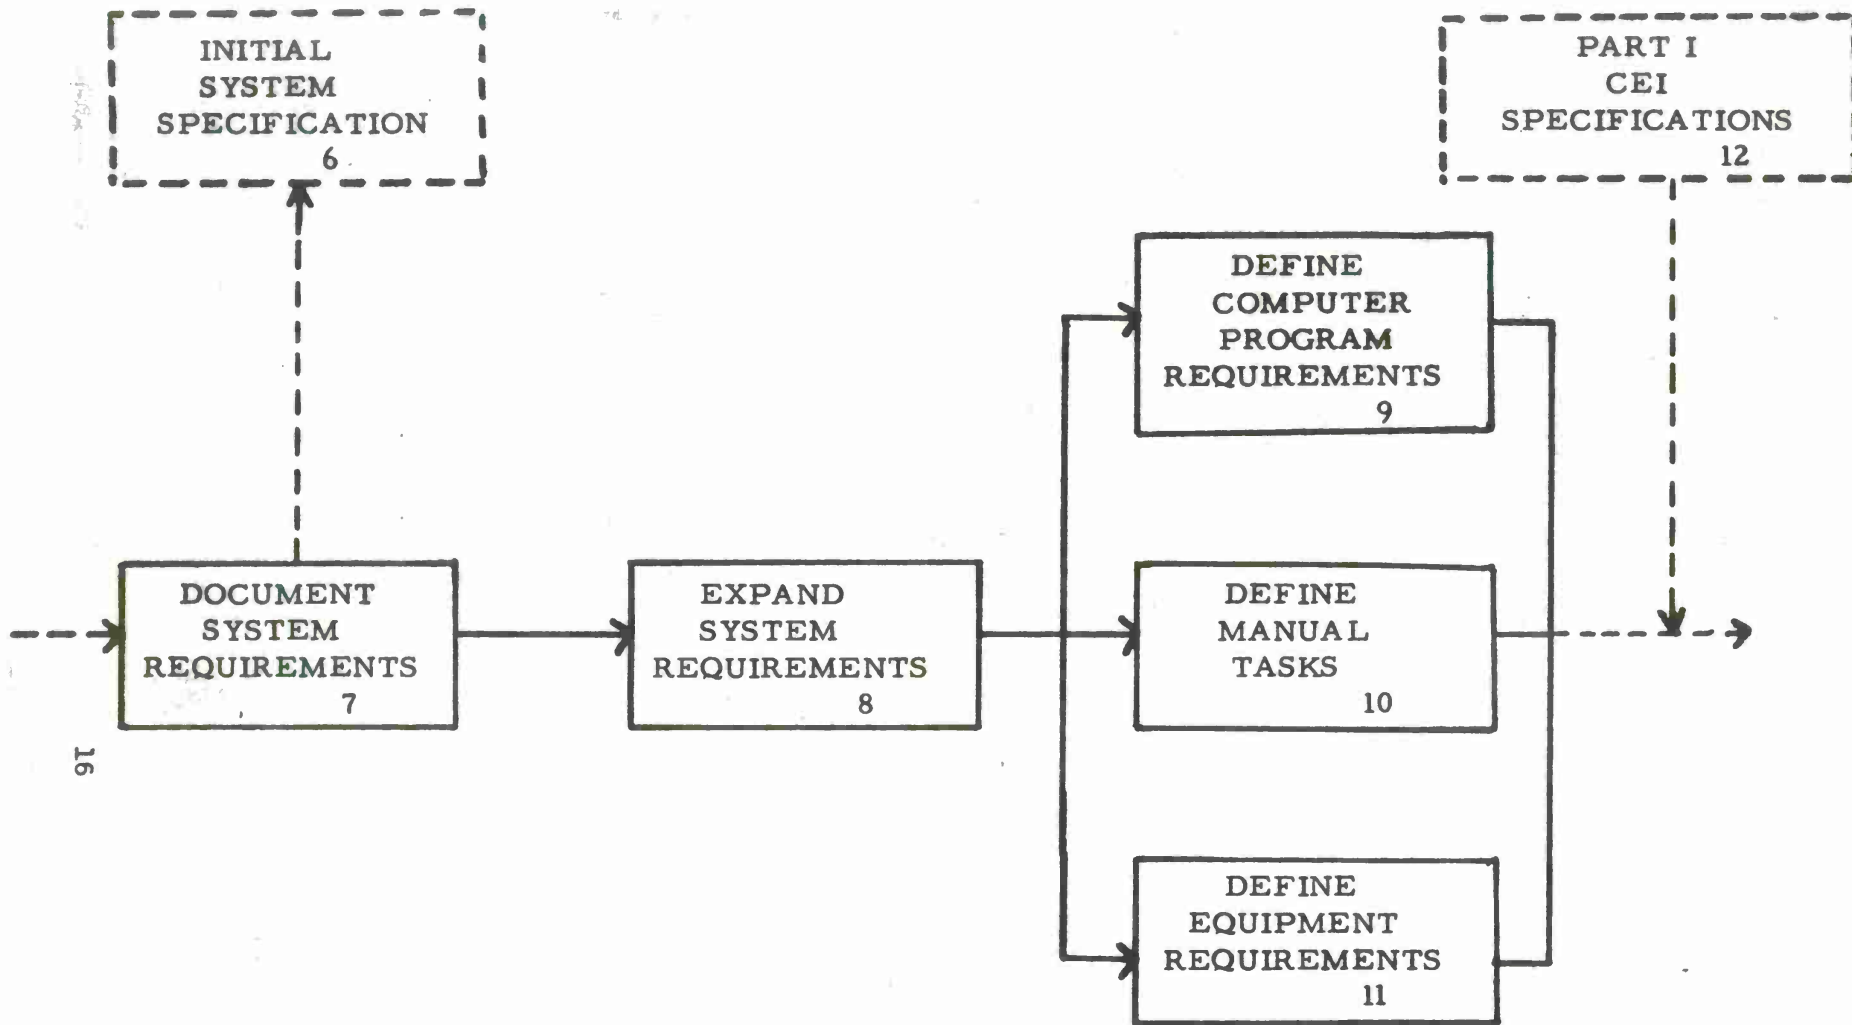 INITIAL
SYSTEM
SPECIFICATION
6
PART I
CEI
SPECIFICATIONS
12
DEFINE
COMPUTER
PROGRAM
REQUIREMENTS
9
DOCUMENT
SYSTEM
REQUIREMENTS
7
EXPAND
SYSTEM
REQUIREMENTS
8
DEFINE
MANUAL
TASKS
10
DEFINE
EQUIPMENT
REQUIREMENTS
11
16